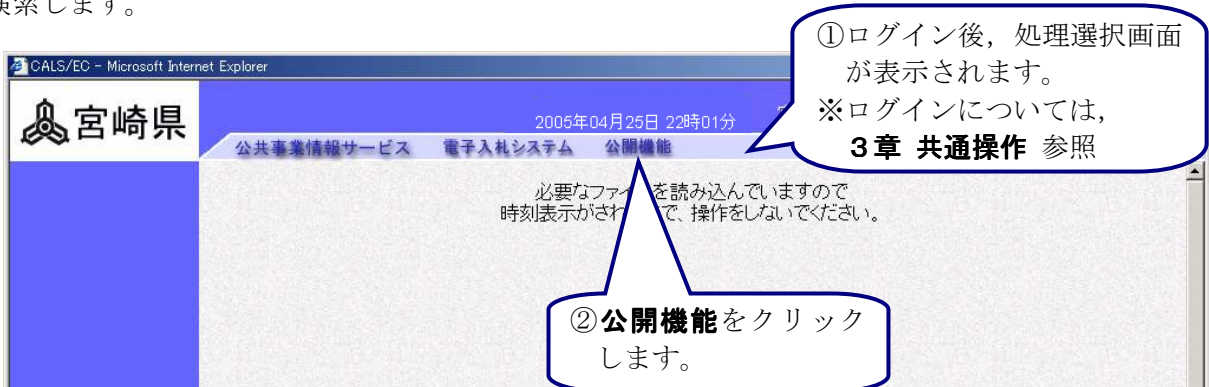 検索します。
①ログイン後，処理選択画面
が表示されます。
※ログインについては，
３章 共通操作 参照
CALS/EC - Microsoft Internet Explorer
宮崎県
2005年04月25日 22時01分
公共事業情報サービス 電子入札システム 公開機能
必要なファイ を読み込んでいますので
時刻表示がされ で、操作をしないでください。
②公開機能をクリック
します。